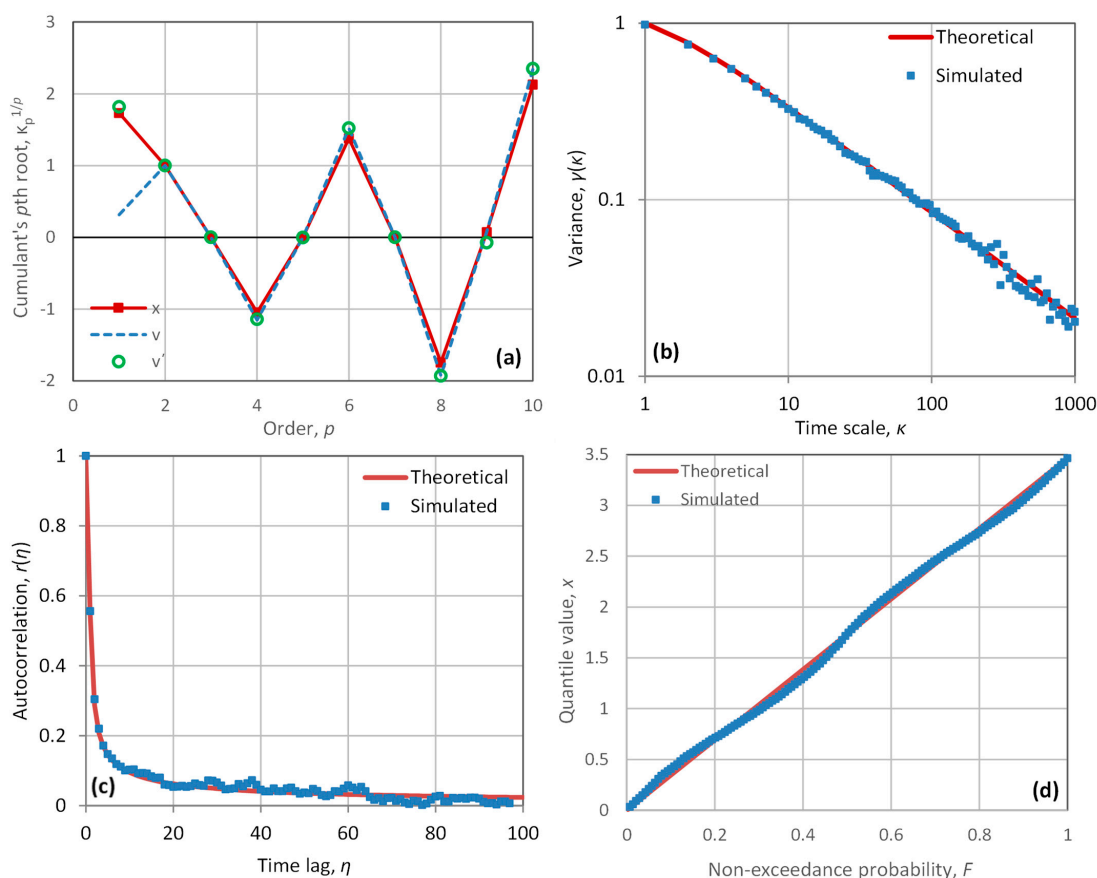 3
2
1
0
-1
-2
Cumulant's pth root, κp^1/p
x
v
v´
(a)
0
2
4
6
8
10
Order, p
1
0.1
0.01
Variance, γ(κ)
Theoretical
Simulated
(b)
1
10
100
1000
Time scale, κ
1
0.8
0.6
0.4
0.2
0
Autocorrelation, r(η)
Theoretical
Simulated
(c)
0
20
40
60
80
100
Time lag, η
3.5
3
2.5
2
1.5
1
0.5
0
Quantile value, x
Theoretical
Simulated
(d)
0
0.2
0.4
0.6
0.8
1
Non-exceedance probability, F